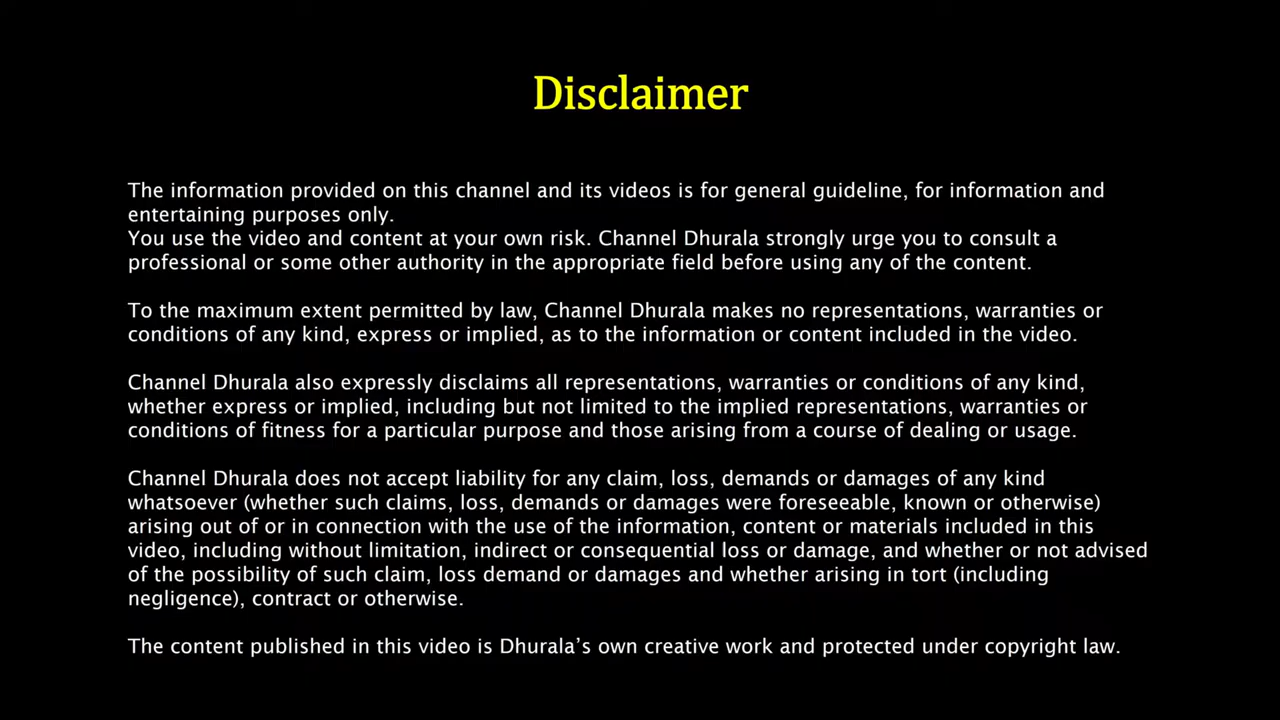 Disclaimer
The information provided on this channel and its videos is for general guideline, for information and
entertaining purposes only.
You use the video and content at your own risk. Channel Dhurala strongly urge you to consult a
professional or some other authority in the appropriate field before using any of the content.
To the maximum extent permitted by law, Channel Dhurala makes no representations, warranties or
conditions of any kind, express or implied, as to the information or content included in the video.
Channel Dhurala also expressly disclaims all representations, warranties or conditions of any kind,
whether express or implied, including but not limited to the implied representations, warranties or
conditions of fitness for a particular purpose and those arising from a course of dealing or usage.
Channel Dhurala does not accept liability for any claim, loss, demands or damages of any kind
whatsoever (whether such claims, loss, demands or damages were foreseeable, known or otherwise)
arising out of or in connection with the use of the information, content or materials included in this
video, including without limitation, indirect or consequential loss or damage, and whether or not advised
of the possibility of such claim, loss demand or damages and whether arising in tort (including
negligence), contract or otherwise.
The content published in this video is Dhurala’s own creative work and protected under copyright law.